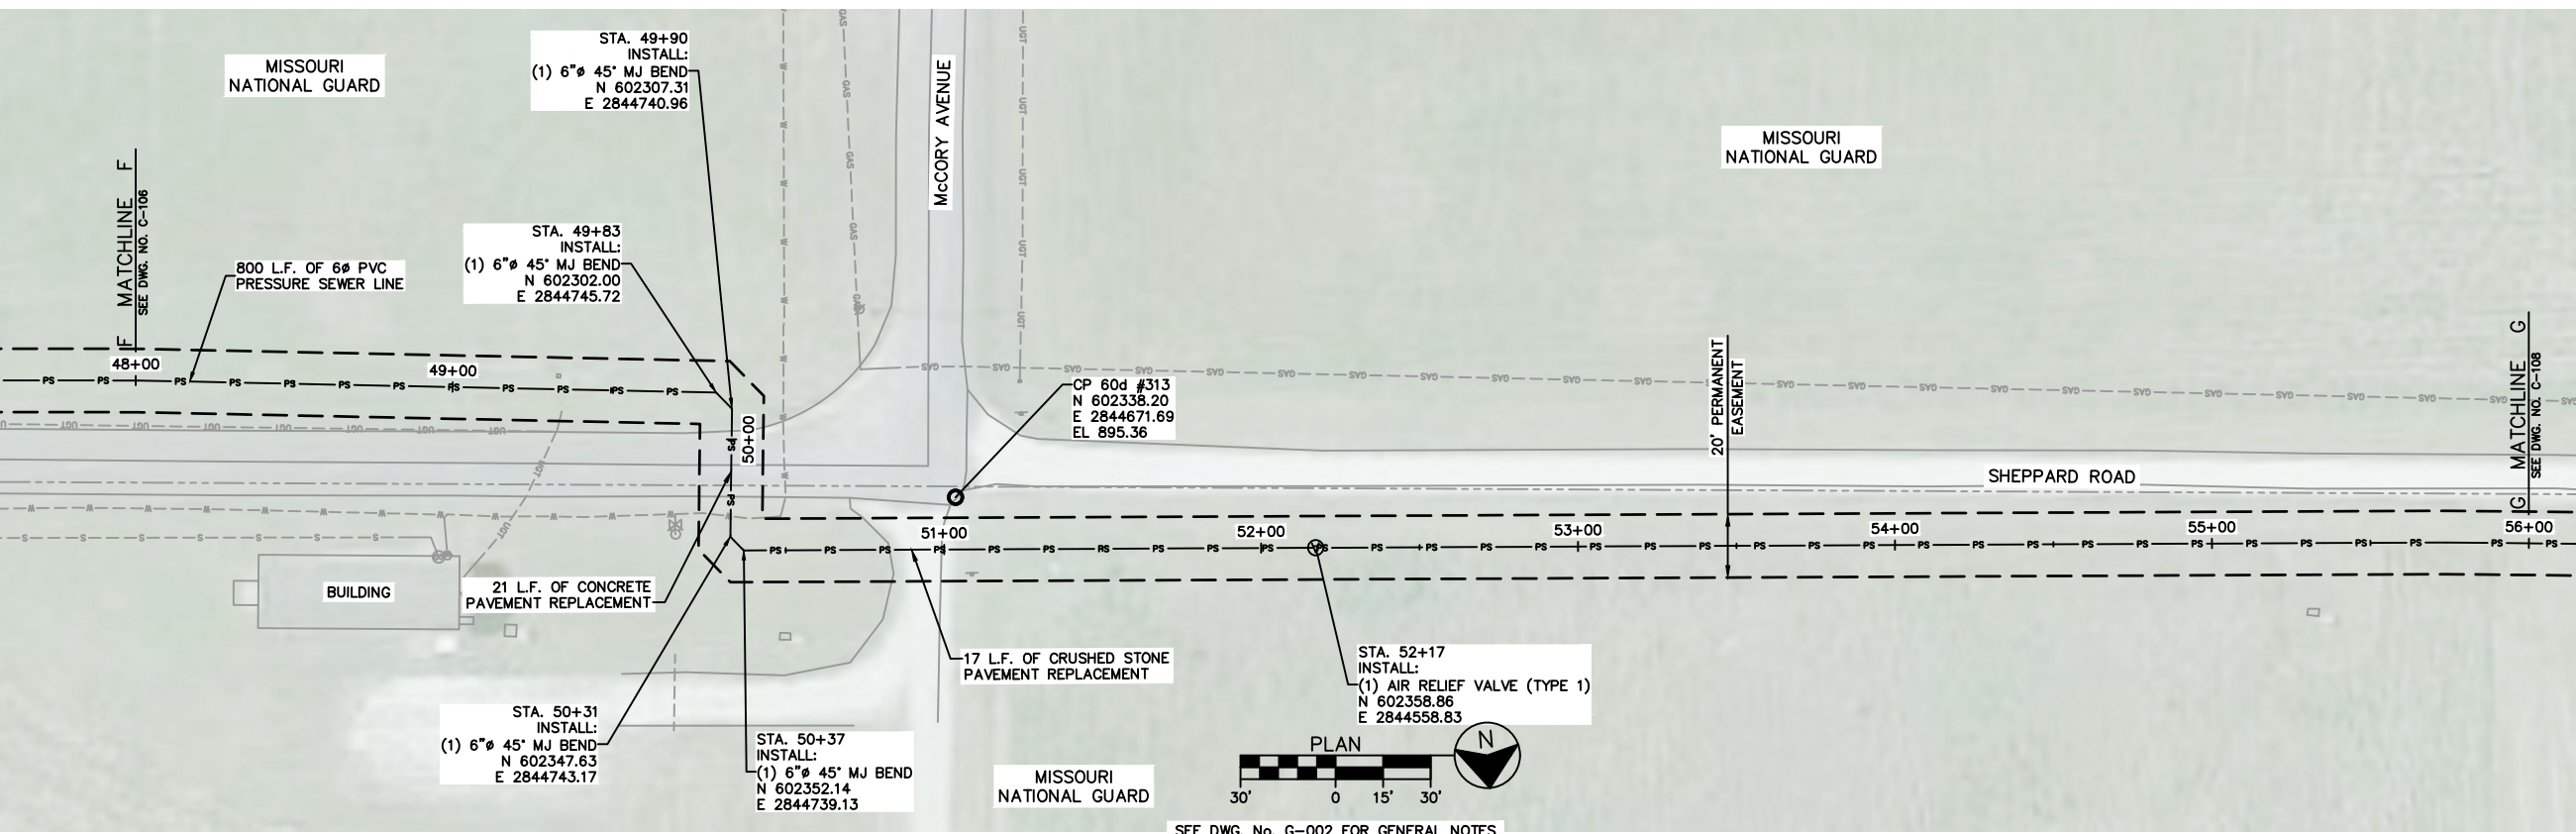 MISSOURI
NATIONAL GUARD
STA. 49+90
INSTALL:
(1) 6"ø 45° MJ BEND
N 602307.31
E 2844740.96
McCORY AVENUE
MISSOURI
NATIONAL GUARD
F MATCHLINE F
SEE DWG. NO. C-106
STA. 49+83
INSTALL:
(1) 6"ø 45° MJ BEND
N 602302.00
E 2844745.72
800 L.F. OF 6ø PVC
PRESSURE SEWER LINE
48+00
49+00
50+00
CP 60d #313
N 602338.20
E 2844671.69
EL 895.36
20' PERMANENT
EASEMENT
G MATCHLINE G
SEE DWG. NO. C-108
SHEPPARD ROAD
51+00
52+00
53+00
54+00
55+00
56+00
BUILDING
21 L.F. OF CONCRETE
PAVEMENT REPLACEMENT
17 L.F. OF CRUSHED STONE
PAVEMENT REPLACEMENT
STA. 52+17
INSTALL:
(1) AIR RELIEF VALVE (TYPE 1)
N 602358.86
E 2844558.83
STA. 50+31
INSTALL:
(1) 6"ø 45° MJ BEND
N 602347.63
E 2844743.17
STA. 50+37
INSTALL:
(1) 6"ø 45° MJ BEND
N 602352.14
E 2844739.13
MISSOURI
NATIONAL GUARD
PLAN
N
30' 0 15' 30'
SEE DWG. No. G-002 FOR GENERAL NOTES